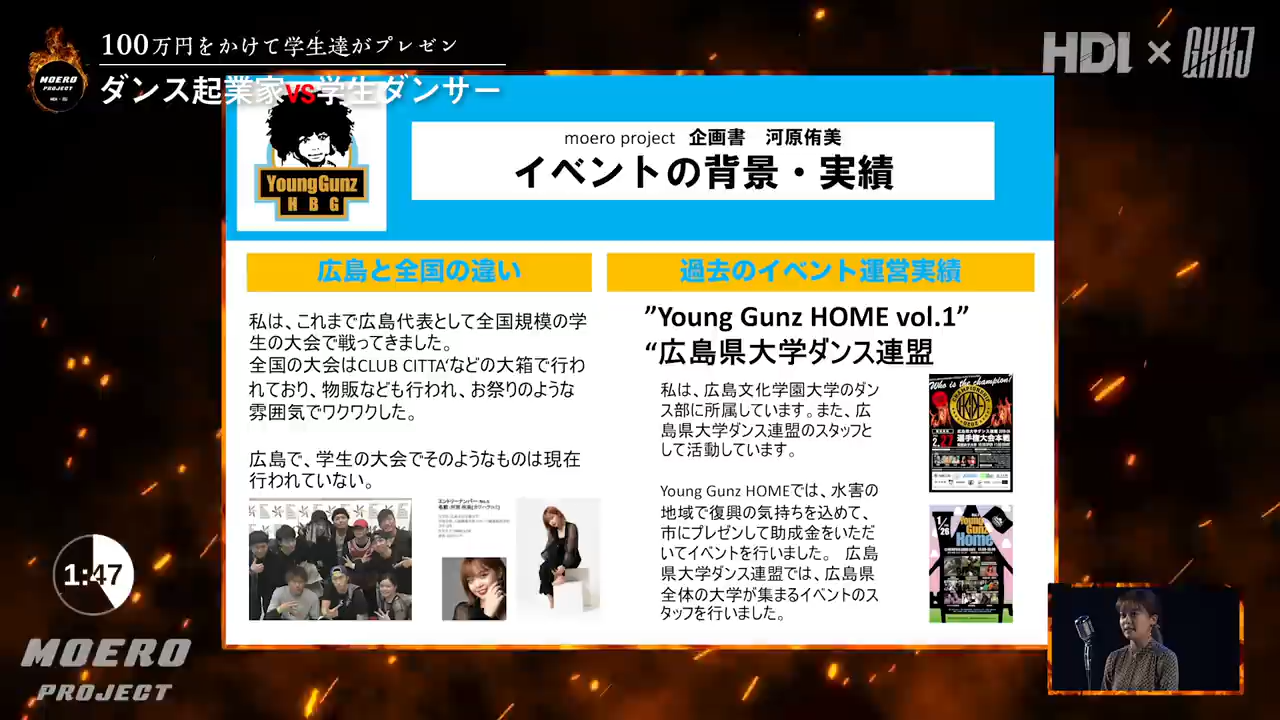 100万円をかけて学生達がプレゼン
ダンス起業家vs学生ダンサー
MOERO
PROJECT
HDI × GKKJ
YoungGunz
HBG
moero project 企画書 河原侑美
イベントの背景・実績
広島と全国の違い
私は、これまで広島代表として全国規模の学
生の大会で戦ってきました。
全国の大会はCLUB CITTA‘などの大箱で行わ
れており、物販なども行われ、お祭りのような
雰囲気でワクワクした。
広島で、学生の大会でそのようなものは現在
行われていない。
過去のイベント運営実績
”Young Gunz HOME vol.1”
“広島県大学ダンス連盟
私は、広島文化学園大学のダン
ス部に所属しています。また、広
島県大学ダンス連盟のスタッフと
して活動しています。
Young Gunz HOMEでは、水害の
地域で復興の気持ちを込めて、
市にプレゼンして助成金をいただ
いてイベントを行いました。 広島
県大学ダンス連盟では、広島県
全体の大学が集まるイベントのス
タッフを行いました。
Who is the champion?
選手権大会本戦
2.27
1/26
Young
Gunz
Home
1:47
MOERO
PROJECT